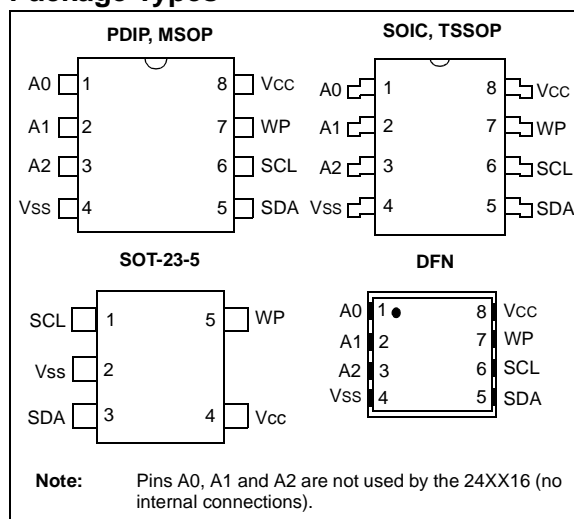 Package Types
PDIP, MSOP
A0 1 8 VCC
A1 2 7 WP
A2 3 6 SCL
VSS 4 5 SDA
SOIC, TSSOP
A0 1 8 VCC
A1 2 7 WP
A2 3 6 SCL
VSS 4 5 SDA
SOT-23-5
SCL 1 5 WP
Vss 2
SDA 3 4 Vcc
DFN
A0 1 8 VCC
A1 2 7 WP
A2 3 6 SCL
VSS 4 5 SDA
Note: Pins A0, A1 and A2 are not used by the 24XX16 (no
internal connections).